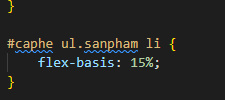 }
#caphe ul.sanpham li {
    flex-basis: 15%;
}